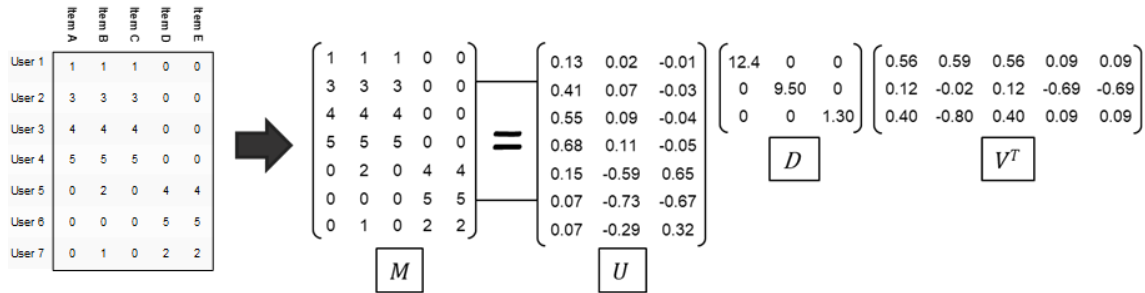 Item A Item B Item C Item D Item E
User 1 1 1 1 0 0
User 2 3 3 3 0 0
User 3 4 4 4 0 0
User 4 5 5 5 0 0
User 5 0 2 0 4 4
User 6 0 0 0 5 5
User 7 0 1 0 2 2
1 1 1 0 0
3 3 3 0 0
4 4 4 0 0
5 5 5 0 0
0 2 0 4 4
0 0 0 5 5
0 1 0 2 2
M
=
0.13 0.02 -0.01
0.41 0.07 -0.03
0.55 0.09 -0.04
0.68 0.11 -0.05
0.15 -0.59 0.65
0.07 -0.73 -0.67
0.07 -0.29 0.32
U
12.4 0 0
0 9.50 0
0 0 1.30
D
0.56 0.59 0.56 0.09 0.09
0.12 -0.02 0.12 -0.69 -0.69
0.40 -0.80 0.40 0.09 0.09
V^T